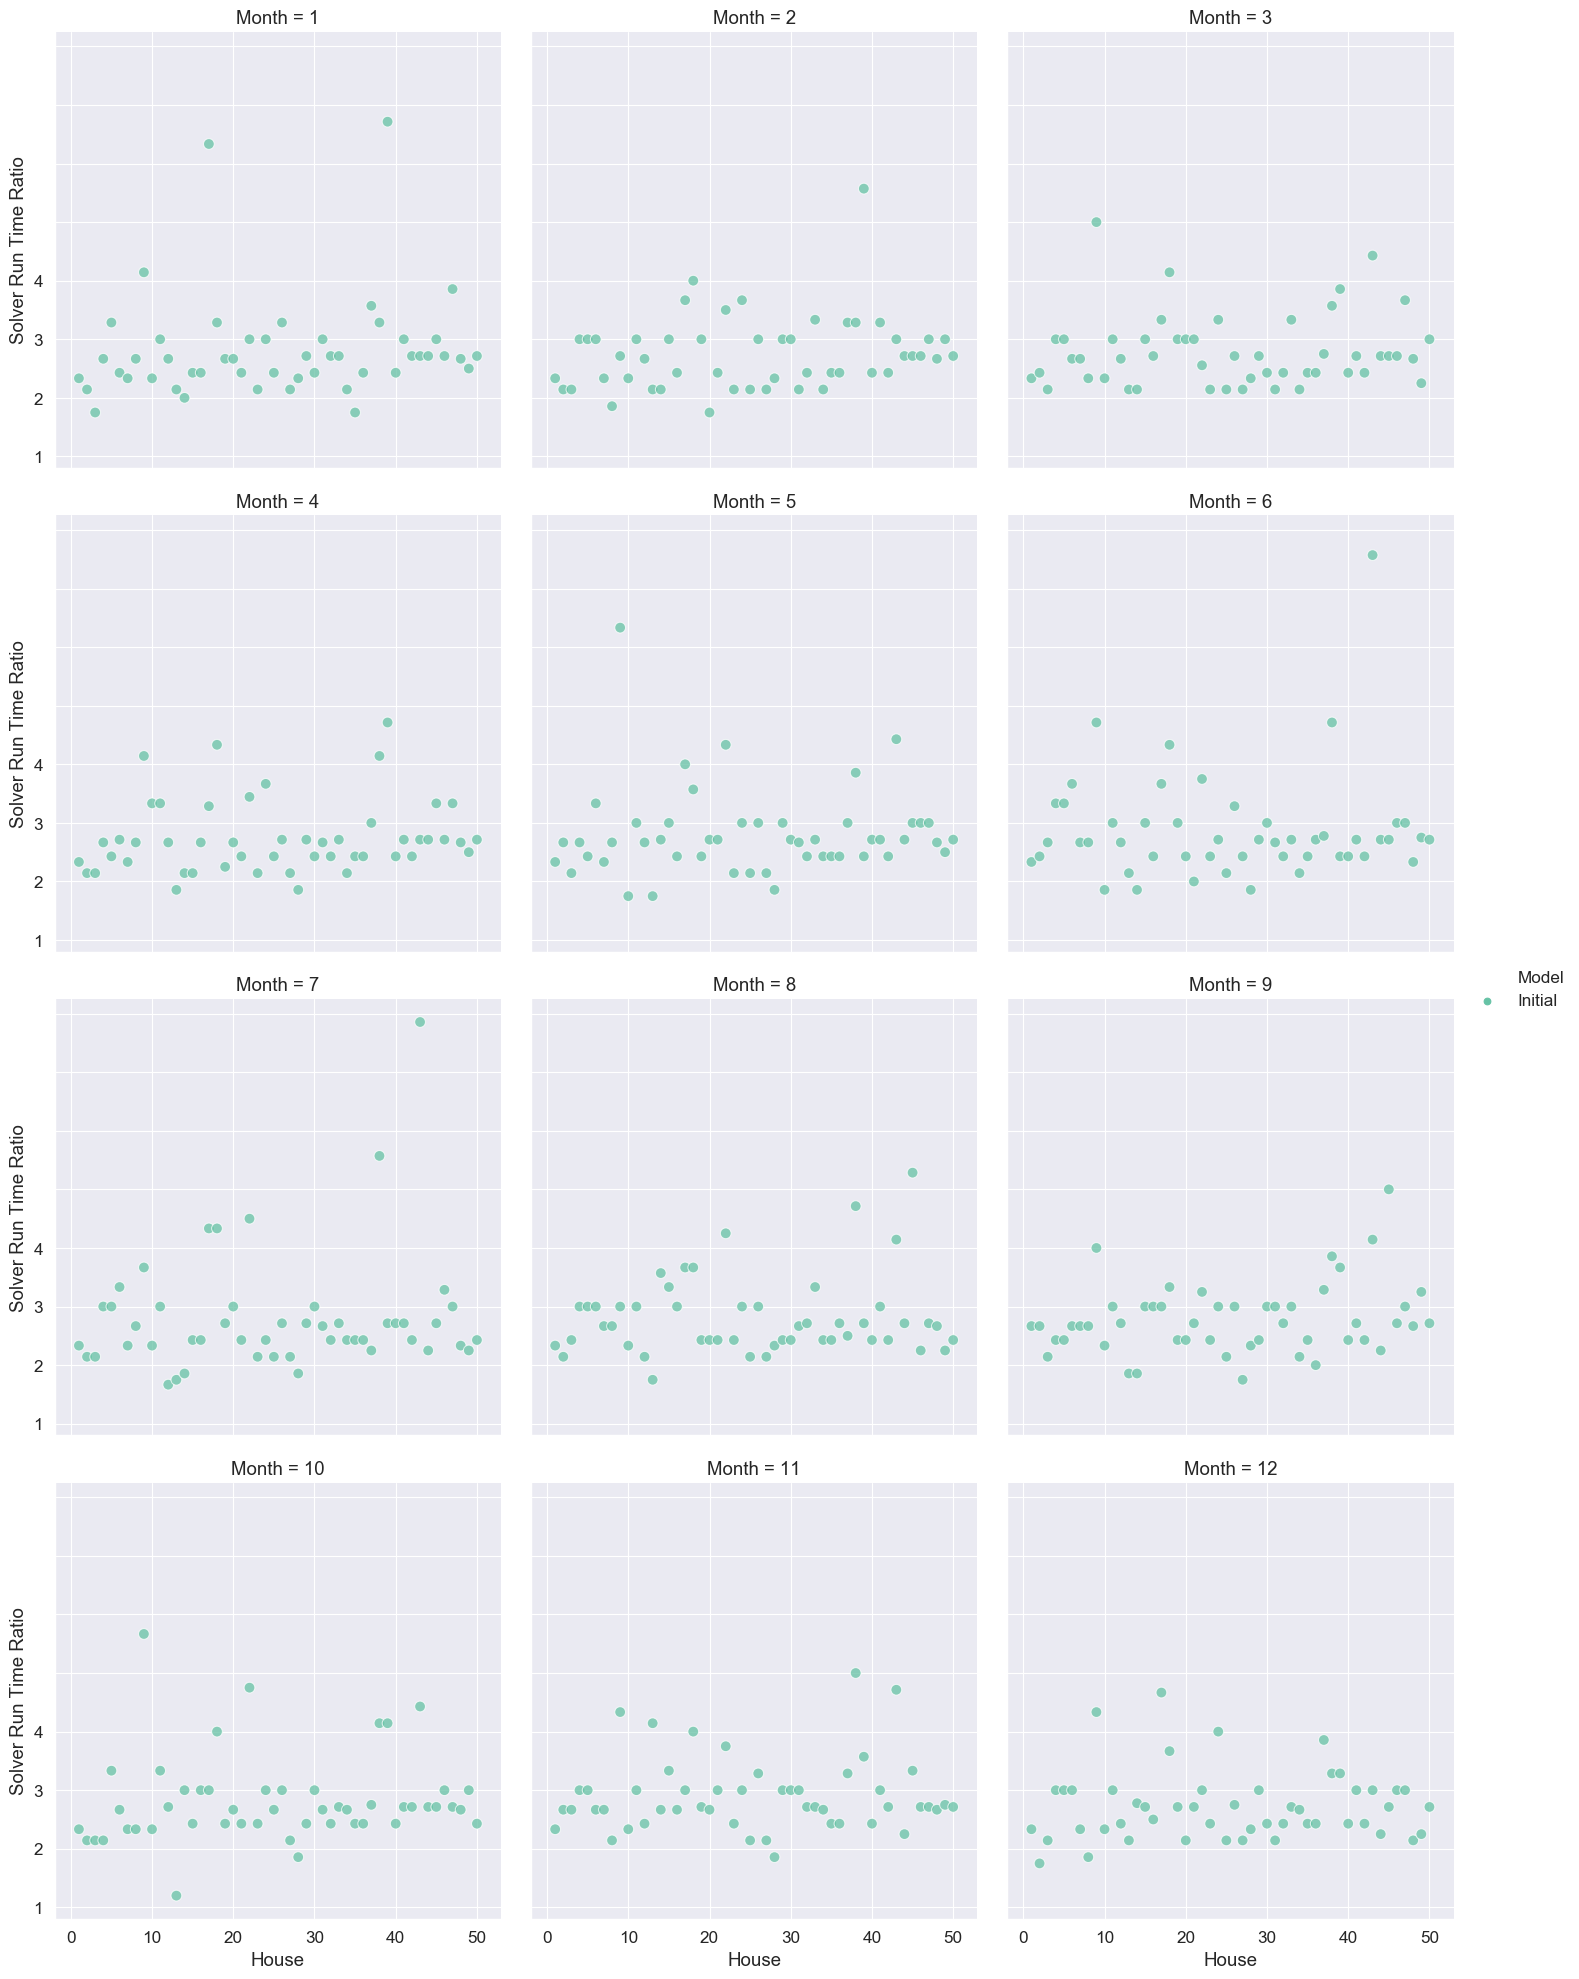 Month = 1
Month = 2
Month = 3
Solver Run Time Ratio
4
3
2
1
Month = 4
Month = 5
Month = 6
Solver Run Time Ratio
4
3
2
1
Month = 7
Month = 8
Month = 9
Solver Run Time Ratio
4
3
2
1
Model
Initial
Month = 10
Month = 11
Month = 12
Solver Run Time Ratio
4
3
2
1
0 10 20 30 40 50
0 10 20 30 40 50
0 10 20 30 40 50
House
House
House